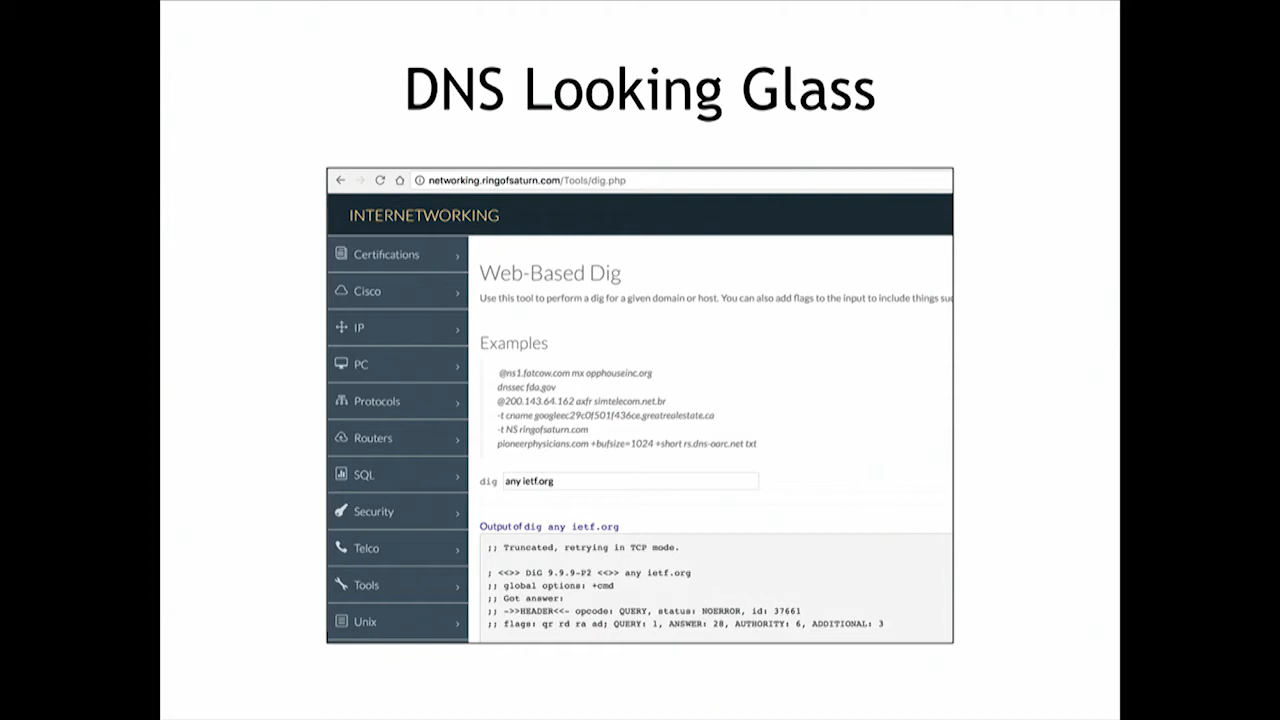 DNS Looking Glass
networking.ringofsaturn.com/Tools/dig.php
INTERNETWORKING
Certifications
Cisco
IP
PC
Protocols
Routers
SQL
Security
Telco
Tools
Unix
Web-Based Dig
Use this tool to perform a dig for a given domain or host. You can also add flags to the input to include things suc
Examples
@ns1.fatcow.com mx opphouseinc.org
dnssec fda.gov
@200.143.64.162 axfr simtelecom.net.br
-t cname googleec29c0f501f436ce.greatrealestate.ca
-t NS ringofsaturn.com
pioneerphysicians.com +bufsize=1024 +short rs.dns-oarc.net txt
dig any ietf.org
Output of dig any ietf.org
;; Truncated, retrying in TCP mode.
; <<>> DiG 9.9.9-P2 <<>> any ietf.org
;; global options: +cmd
;; Got answer:
;; ->>HEADER<<- opcode: QUERY, status: NOERROR, id: 37661
;; flags: qr rd ra ad; QUERY: 1, ANSWER: 28, AUTHORITY: 6, ADDITIONAL: 3